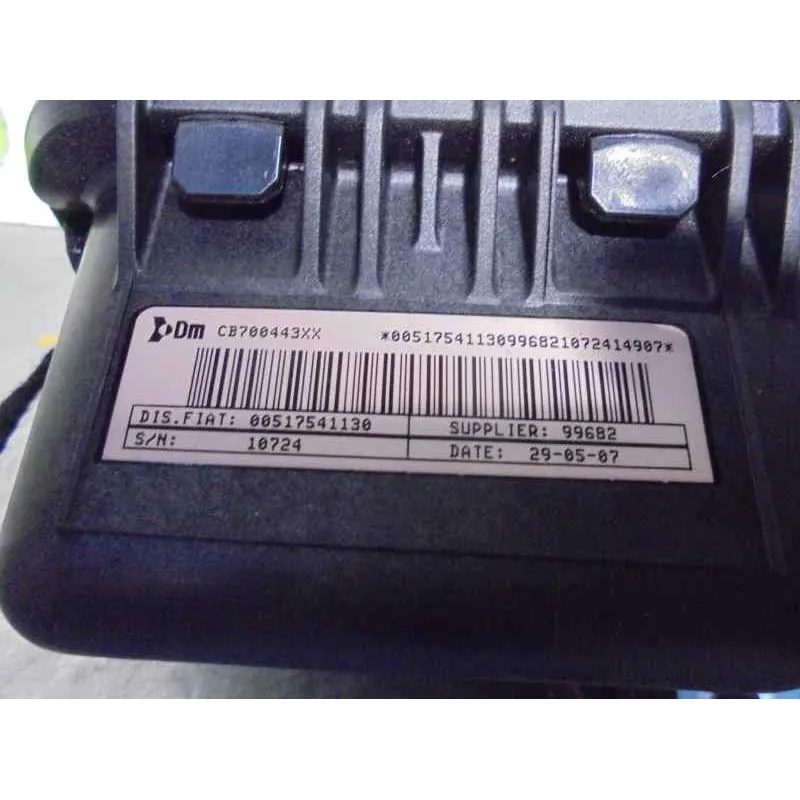 Dm CB700443XX *00517541130996821072414907*
DIS.FIAT: 00517541130 SUPPLIER: 99682
S/N: 10724 DATE: 29-05-07